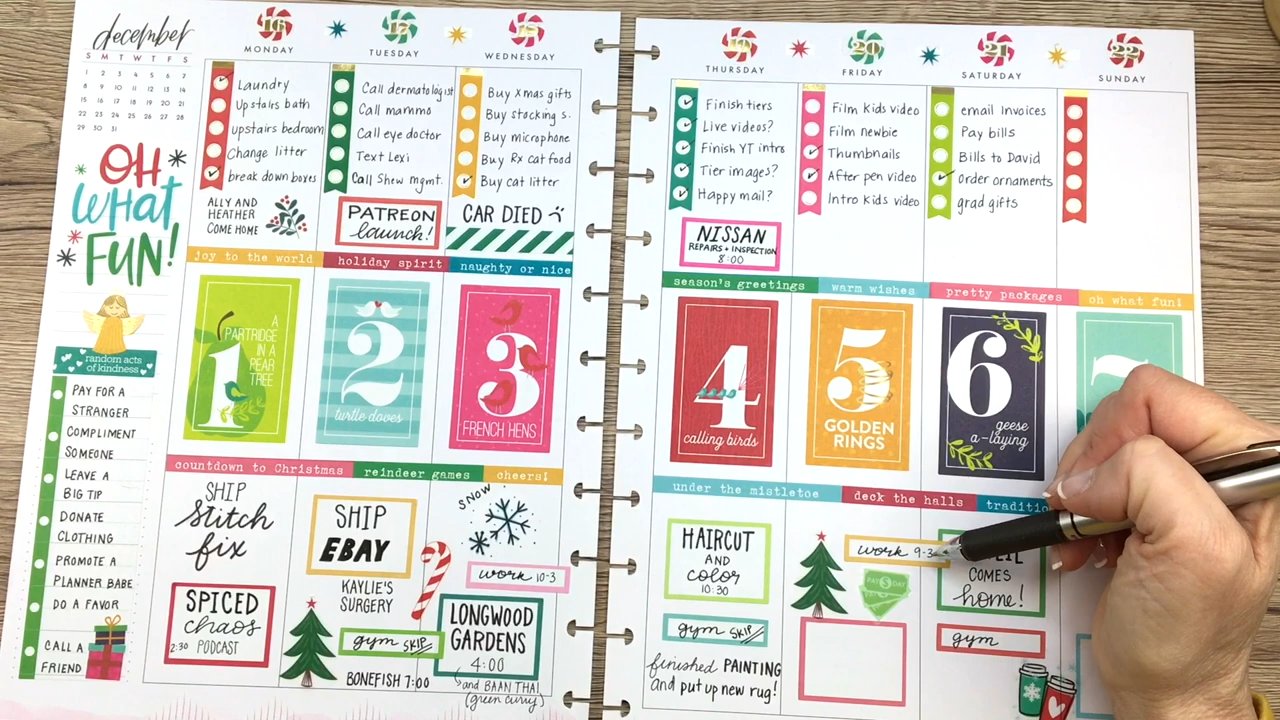 december
S M T W T F S
1 2 3 4 5 6 7
8 9 10 11 12 13 14
15 16 17 18 19 20 21
22 23 24 25 26 27 28
29 30 31
OH
WHAT
FUN!
random acts
of kindness
PAY FOR A
STRANGER
COMPLIMENT
SOMEONE
LEAVE A
BIG TIP
DONATE
CLOTHING
PROMOTE A
PLANNER BABE
DO A FAVOR
CALL A
FRIEND
16
MONDAY
Laundry
Upstairs bath
upstairs bedroom
Change litter
break down boxes
ALLY AND
HEATHER
COME HOME
joy to the world
A
PARTRIDGE
IN A
PEAR
TREE
1
countdown to Christmas
SHIP
Stitch
fix
SPICED
chaos
2:30 PODCAST
17
TUESDAY
Call dermatologist
Call mammo
Call eye doctor
Text Lexi
Call Shew mgmt.
PATREON
launch!
holiday spirit
2
turtle doves
reindeer games
SHIP
EBAY
KAYLIE'S
SURGERY
gym SKIP
BONEFISH 7:00
18
WEDNESDAY
Buy Xmas gifts
Buy stocking s.
Buy microphone
Buy Rx cat food
Buy cat litter
CAR DIED
naughty or nice
3
FRENCH HENS
cheers!
SNOW
work 10-3
LONGWOOD
GARDENS
4:00
and BAAN THAI
(green curry)
19
THURSDAY
Finish tiers
Live videos?
Finish YT intro
Tier images?
Happy mail?
NISSAN
REPAIRS + INSPECTION
8:00
season's greetings
4
calling birds
under the mistletoe
HAIRCUT
AND
color
10:30
gym SKIP
finished PAINTING
and put up new rug!
20
FRIDAY
Film Kids video
Film newbie
Thumbnails
After pen video
Intro Kids video
warm wishes
5
GOLDEN
RINGS
deck the halls
work 9-3
PAY DAY
21
SATURDAY
email Invoices
Pay bills
Bills to David
Order ornaments
grad gifts
pretty packages
6
geese
a-laying
COMES
home!
gym
22
SUNDAY
oh what fun!
7